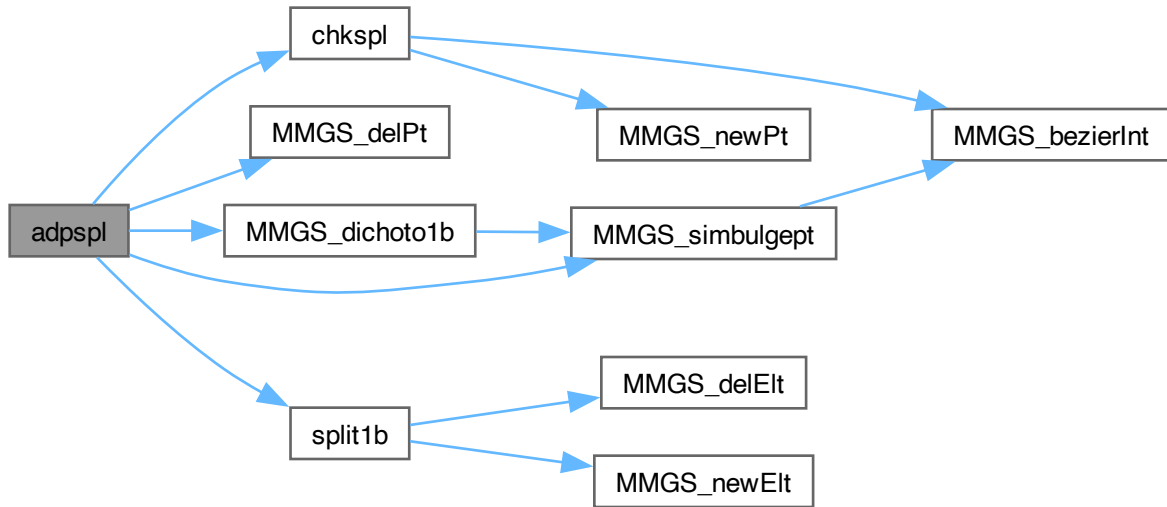 chkspl
MMGS_delPt
MMGS_newPt
MMGS_bezierInt
adpspl
MMGS_dichoto1b
MMGS_simbulgept
MMGS_delElt
split1b
MMGS_newElt